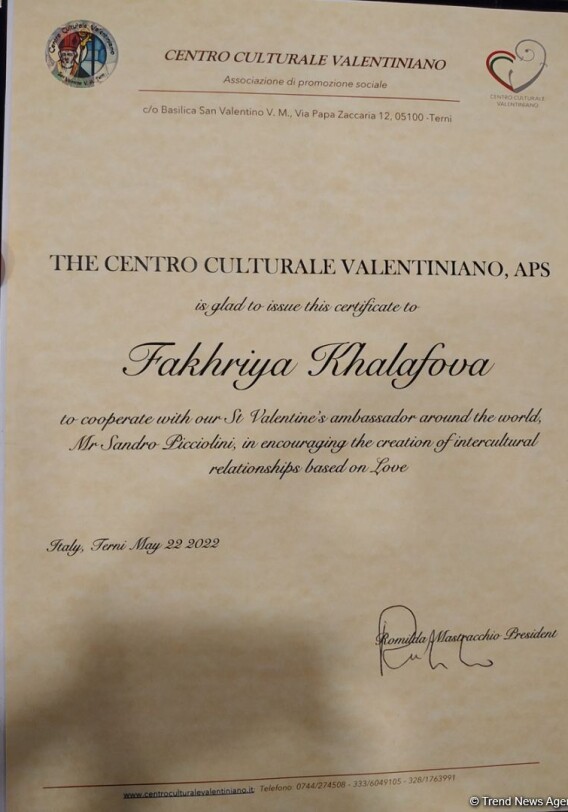 Centro Culturale Valentiniano
CENTRO CULTURALE VALENTINIANO
Associazione di promozione sociale
c/o Basilica San Valentino V. M., Via Papa Zaccaria 12, 05100 -Terni
CENTRO CULTURALE
VALENTINIANO
THE CENTRO CULTURALE VALENTINIANO, APS
is glad to issue this certificate to
Fakhriya Khalafova
to cooperate with our St Valentine's ambassador around the world,
Mr Sandro Picciolini, in encouraging the creation of intercultural
relationships based on Love
Italy, Terni May 22 2022
Romilda Mastracchio President
www.centroculturalevalentiniano.it, Telefono 0744/274508 - 333/6049105 - 328/1763991
© Trend News Age